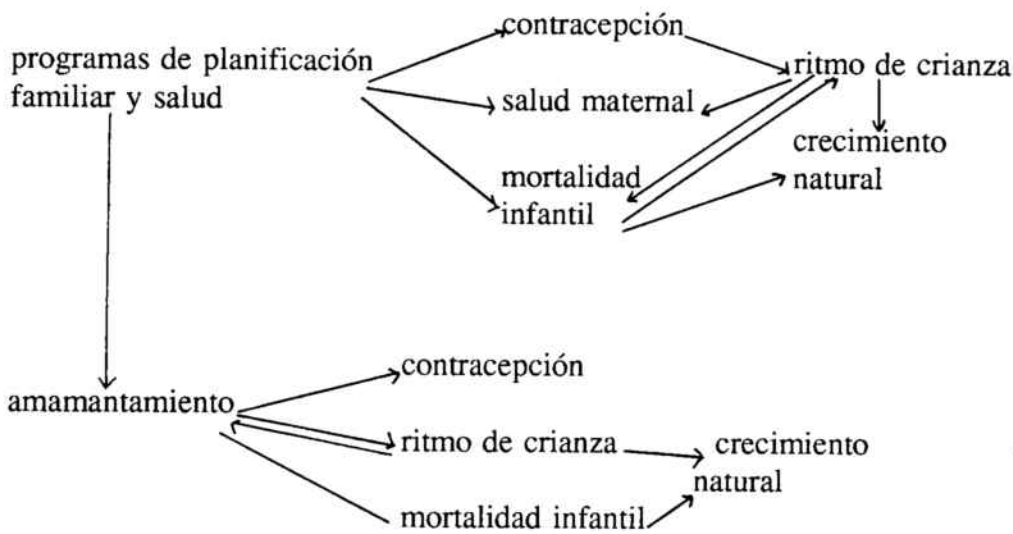 contracepción
programas de planificación
familiar y salud
ritmo de crianza
salud maternal
crecimiento
natural
mortalidad
infantil
contracepción
amamantamiento
ritmo de crianza
crecimiento
natural
mortalidad infantil